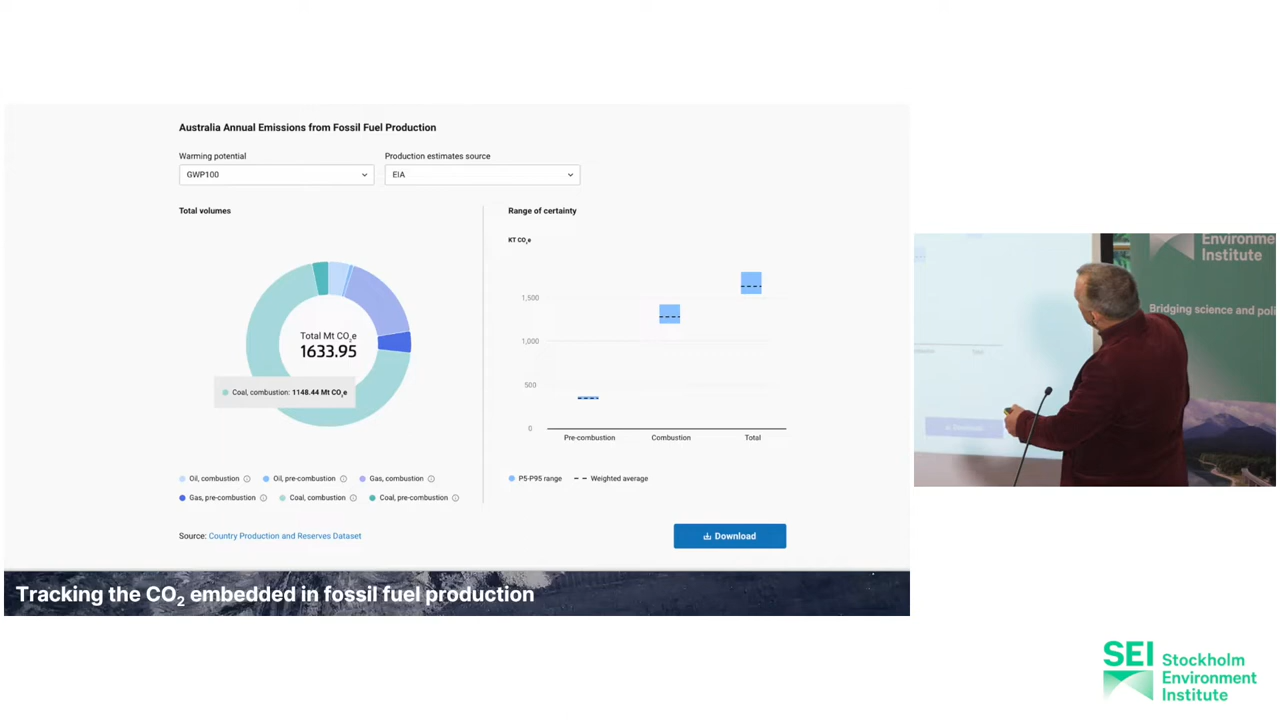 Australia Annual Emissions from Fossil Fuel Production
Warming potential
Production estimates source
GWP100
EIA
Total volumes
Range of certainty
KT CO₂e
Total Mt CO₂e
1633.95
Coal, combustion: 1148.44 Mt CO₂e
1,500
1,000
500
0
Pre-combustion
Combustion
Total
Oil, combustion
Oil, pre-combustion
Gas, combustion
Gas, pre-combustion
Coal, combustion
Coal, pre-combustion
P5-P95 range
Weighted average
Source: Country Production and Reserves Dataset
Download
Tracking the CO₂ embedded in fossil fuel production
Environment
Institute
Bridging science and
SEI Stockholm
Environment
Institute